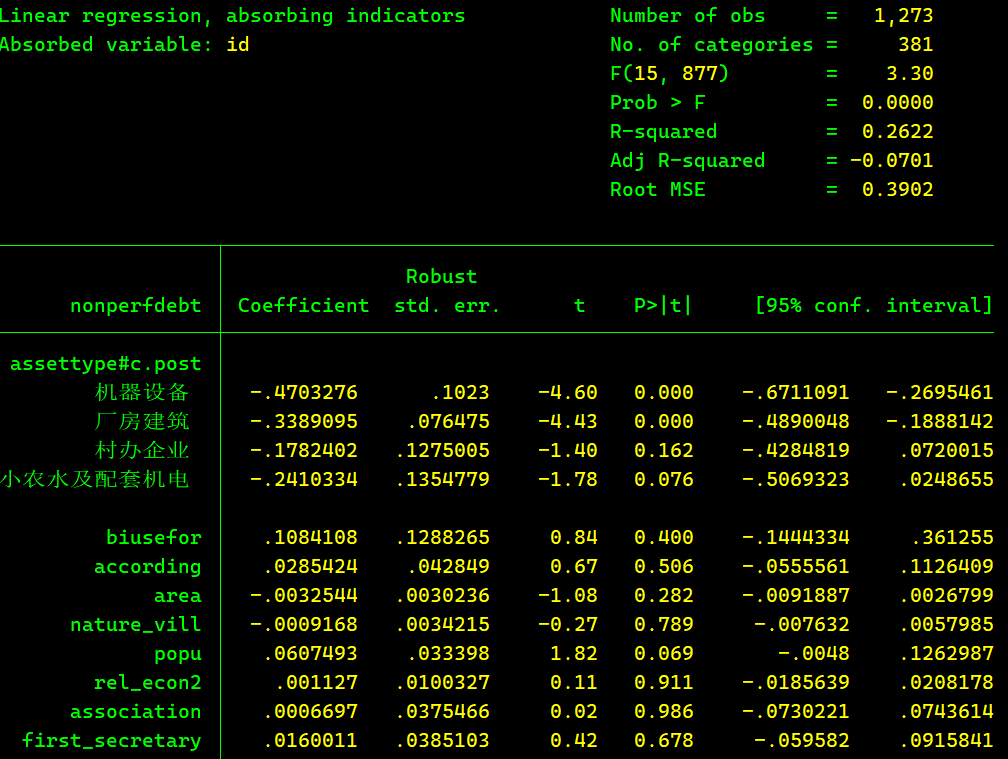 Linear regression, absorbing indicators Number of obs = 1,273
Absorbed variable: id No. of categories = 381
F(15, 877) = 3.30
Prob > F = 0.0000
R-squared = 0.2622
Adj R-squared = -0.0701
Root MSE = 0.3902
Robust
nonperfdebt Coefficient std. err. t P>|t| [95% conf. interval]
assettype#c.post
机器设备 -.4703276 .1023 -4.60 0.000 -.6711091 -.2695461
厂房建筑 -.3389095 .076475 -4.43 0.000 -.4890048 -.1888142
村办企业 -.1782402 .1275005 -1.40 0.162 -.4284819 .0720015
小农水及配套机电 -.2410334 .1354779 -1.78 0.076 -.5069323 .0248655
biusefor .1084108 .1288265 0.84 0.400 -.1444334 .361255
according .0285424 .042849 0.67 0.506 -.0555561 .1126409
area -.0032544 .0030236 -1.08 0.282 -.0091887 .0026799
nature_vill -.0009168 .0034215 -0.27 0.789 -.007632 .0057985
popu .0607493 .033398 1.82 0.069 -.0048 .1262987
rel_econ2 .001127 .0100327 0.11 0.911 -.0185639 .0208178
association .0006697 .0375466 0.02 0.986 -.0730221 .0743614
first_secretary .0160011 .0385103 0.42 0.678 -.059582 .0915841